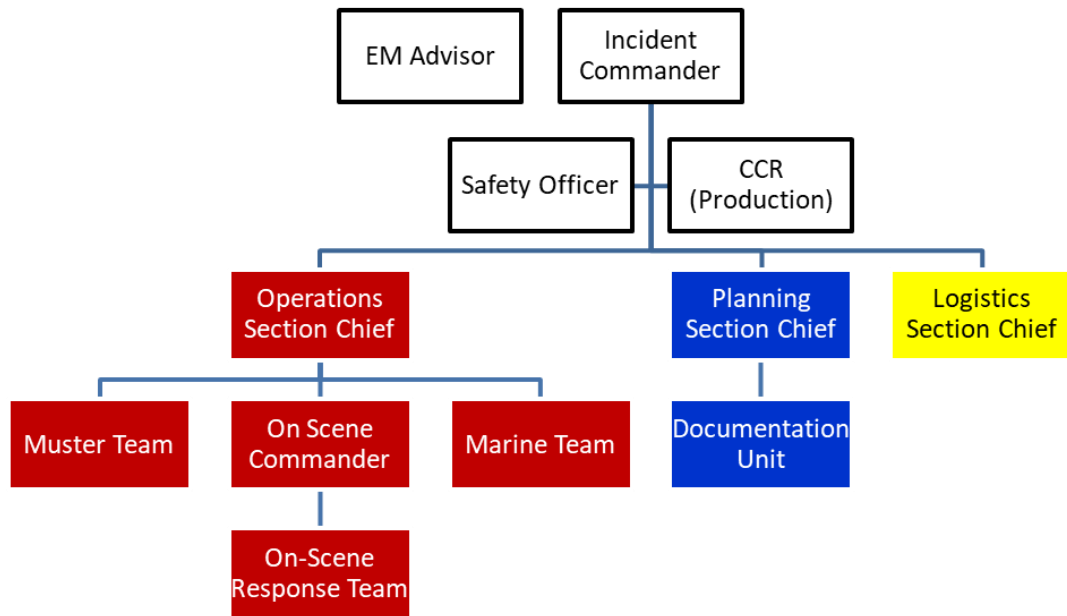 EM Advisor
Incident
Commander
Safety Officer
CCR
(Production)
Operations
Section Chief
Planning
Section Chief
Logistics
Section Chief
Muster Team
On Scene
Commander
Marine Team
Documentation
Unit
On-Scene
Response Team